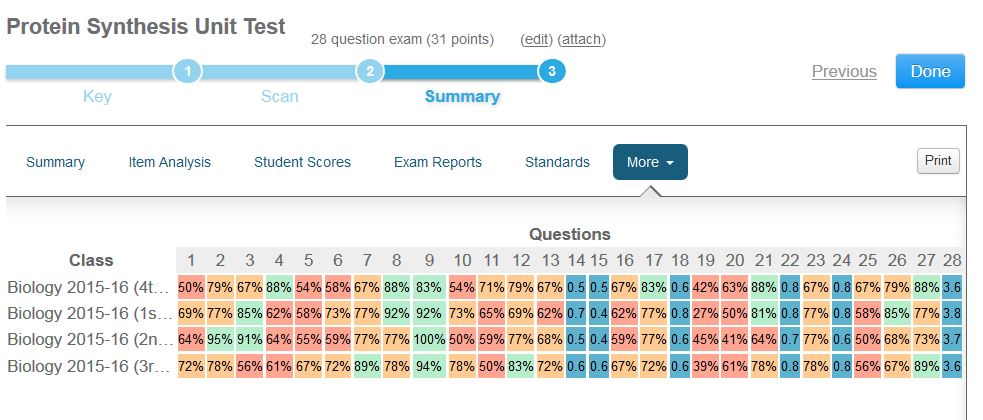 Protein Synthesis Unit Test
28 question exam (31 points) (edit) (attach)
1 2 3
Key Scan Summary
Previous Done
Summary Item Analysis Student Scores Exam Reports Standards More Print
Questions
Class 1 2 3 4 5 6 7 8 9 10 11 12 13 14 15 16 17 18 19 20 21 22 23 24 25 26 27 28
Biology 2015-16 (4t... 50% 79% 67% 88% 54% 58% 67% 88% 83% 54% 71% 79% 67% 0.5 0.5 67% 83% 0.6 42% 63% 88% 0.8 67% 0.8 67% 79% 88% 3.6
Biology 2015-16 (1s... 69% 77% 85% 62% 58% 73% 77% 92% 92% 73% 65% 69% 62% 0.7 0.4 62% 77% 0.8 27% 50% 81% 0.8 77% 0.8 58% 85% 77% 3.8
Biology 2015-16 (2n... 64% 95% 91% 64% 55% 59% 77% 77% 100% 50% 59% 77% 68% 0.5 0.4 59% 77% 0.6 45% 41% 64% 0.7 77% 0.6 50% 68% 73% 3.7
Biology 2015-16 (3r... 72% 78% 56% 61% 67% 72% 89% 78% 94% 78% 50% 83% 72% 0.6 0.6 67% 72% 0.6 39% 61% 78% 0.8 78% 0.8 56% 67% 89% 3.6